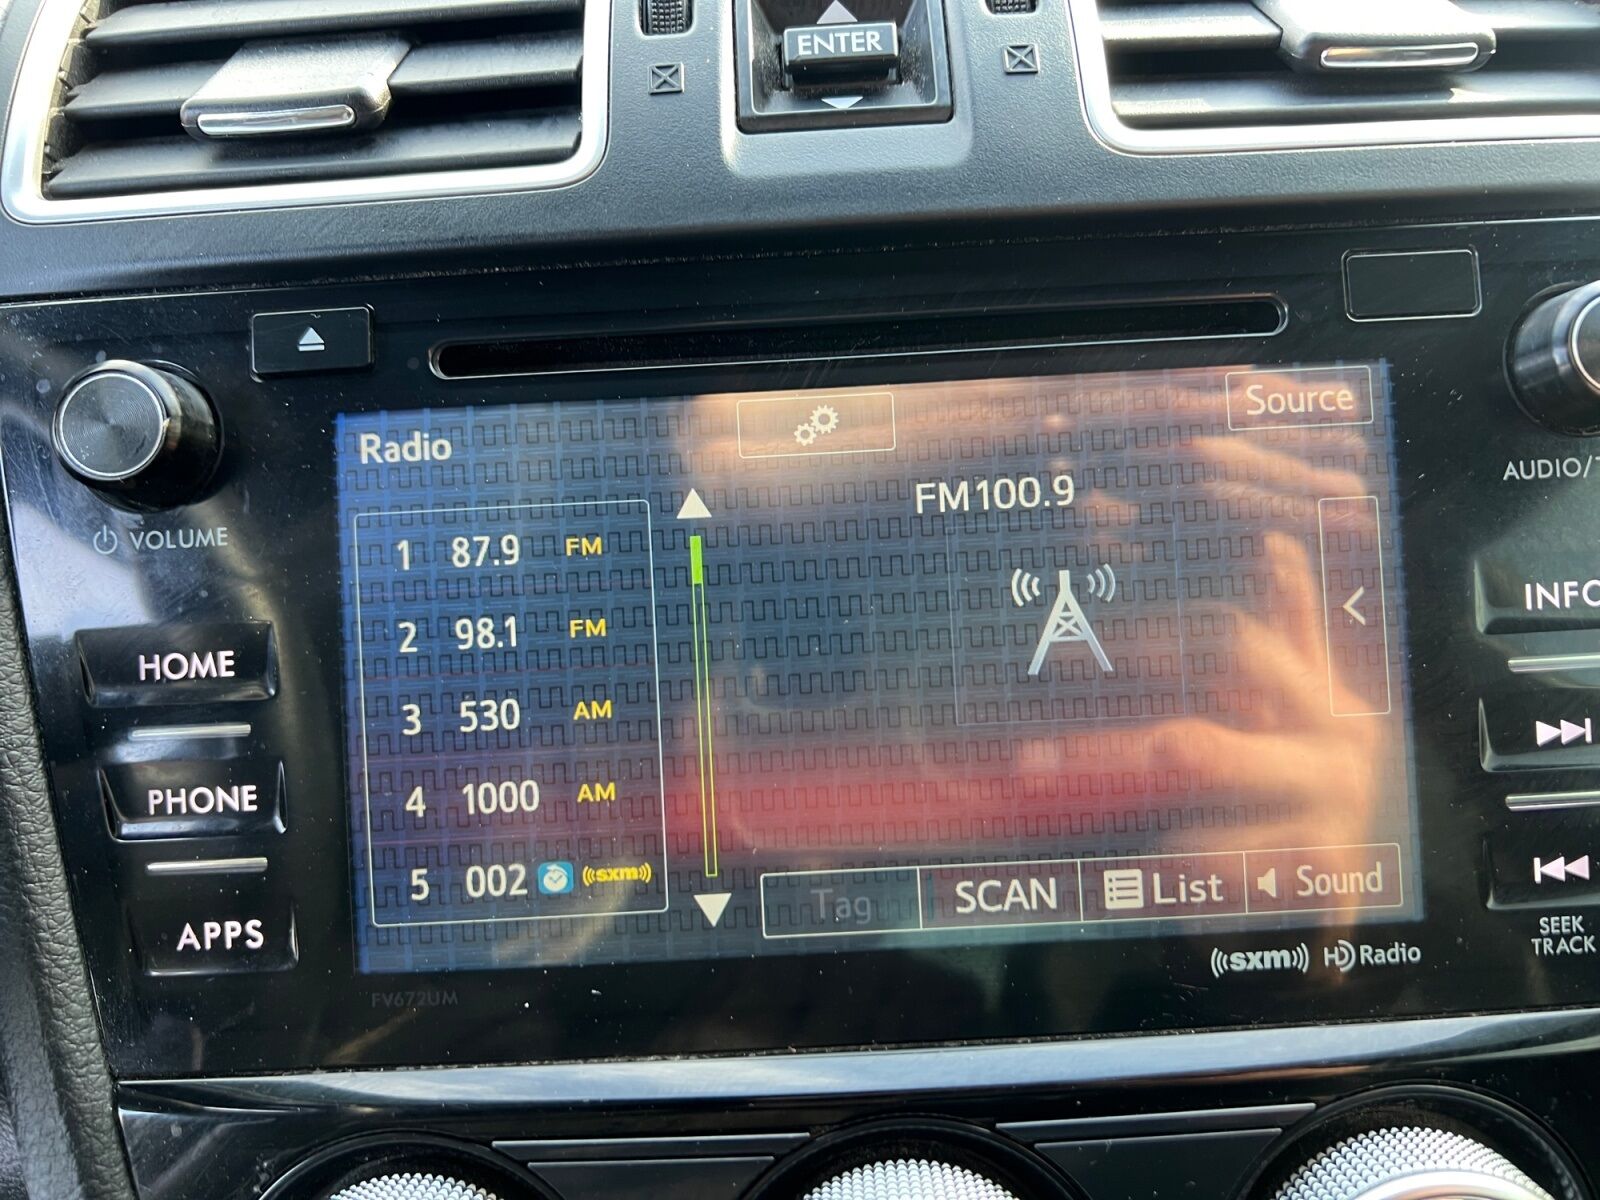 ENTER
VOLUME
HOME
PHONE
APPS
Radio
Source
FM100.9
1 87.9 FM
2 98.1 FM
3 530 AM
4 1000 AM
5 002 ((sxm))
Tag
SCAN
List
Sound
((sxm)) HD Radio
FV672UM
AUDIO/
INFO
SEEK
TRACK